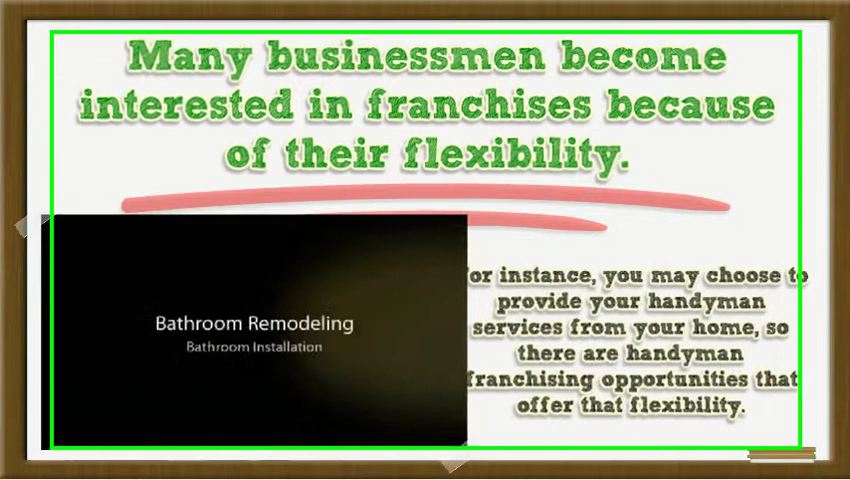 Many businessmen become
interested in franchises because
of their flexibility.
Bathroom Remodeling
Bathroom Installation
or instance, you may choose to
provide your handyman
services from your home, so
there are handyman
franchising opportunities that
offer that flexibility.